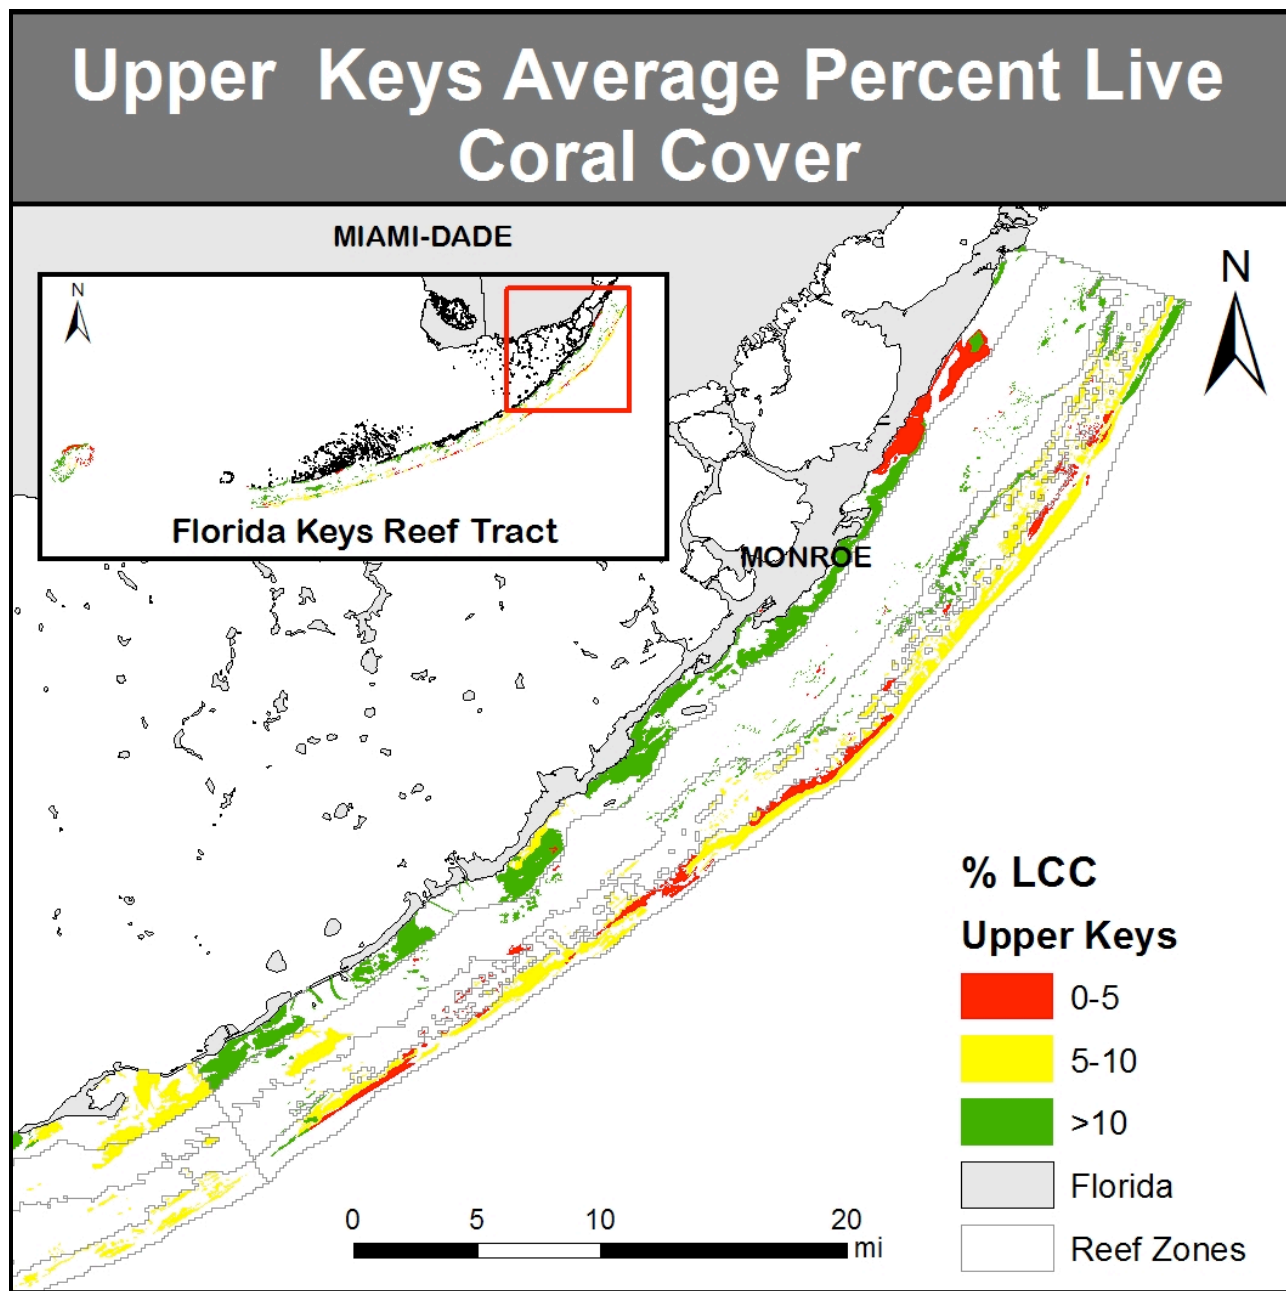 Upper Keys Average Percent Live
Coral Cover
MIAMI-DADE
N
N
Florida Keys Reef Tract
MONROE
% LCC
Upper Keys
0-5
5-10
>10
Florida
Reef Zones
0 5 10 20
mi